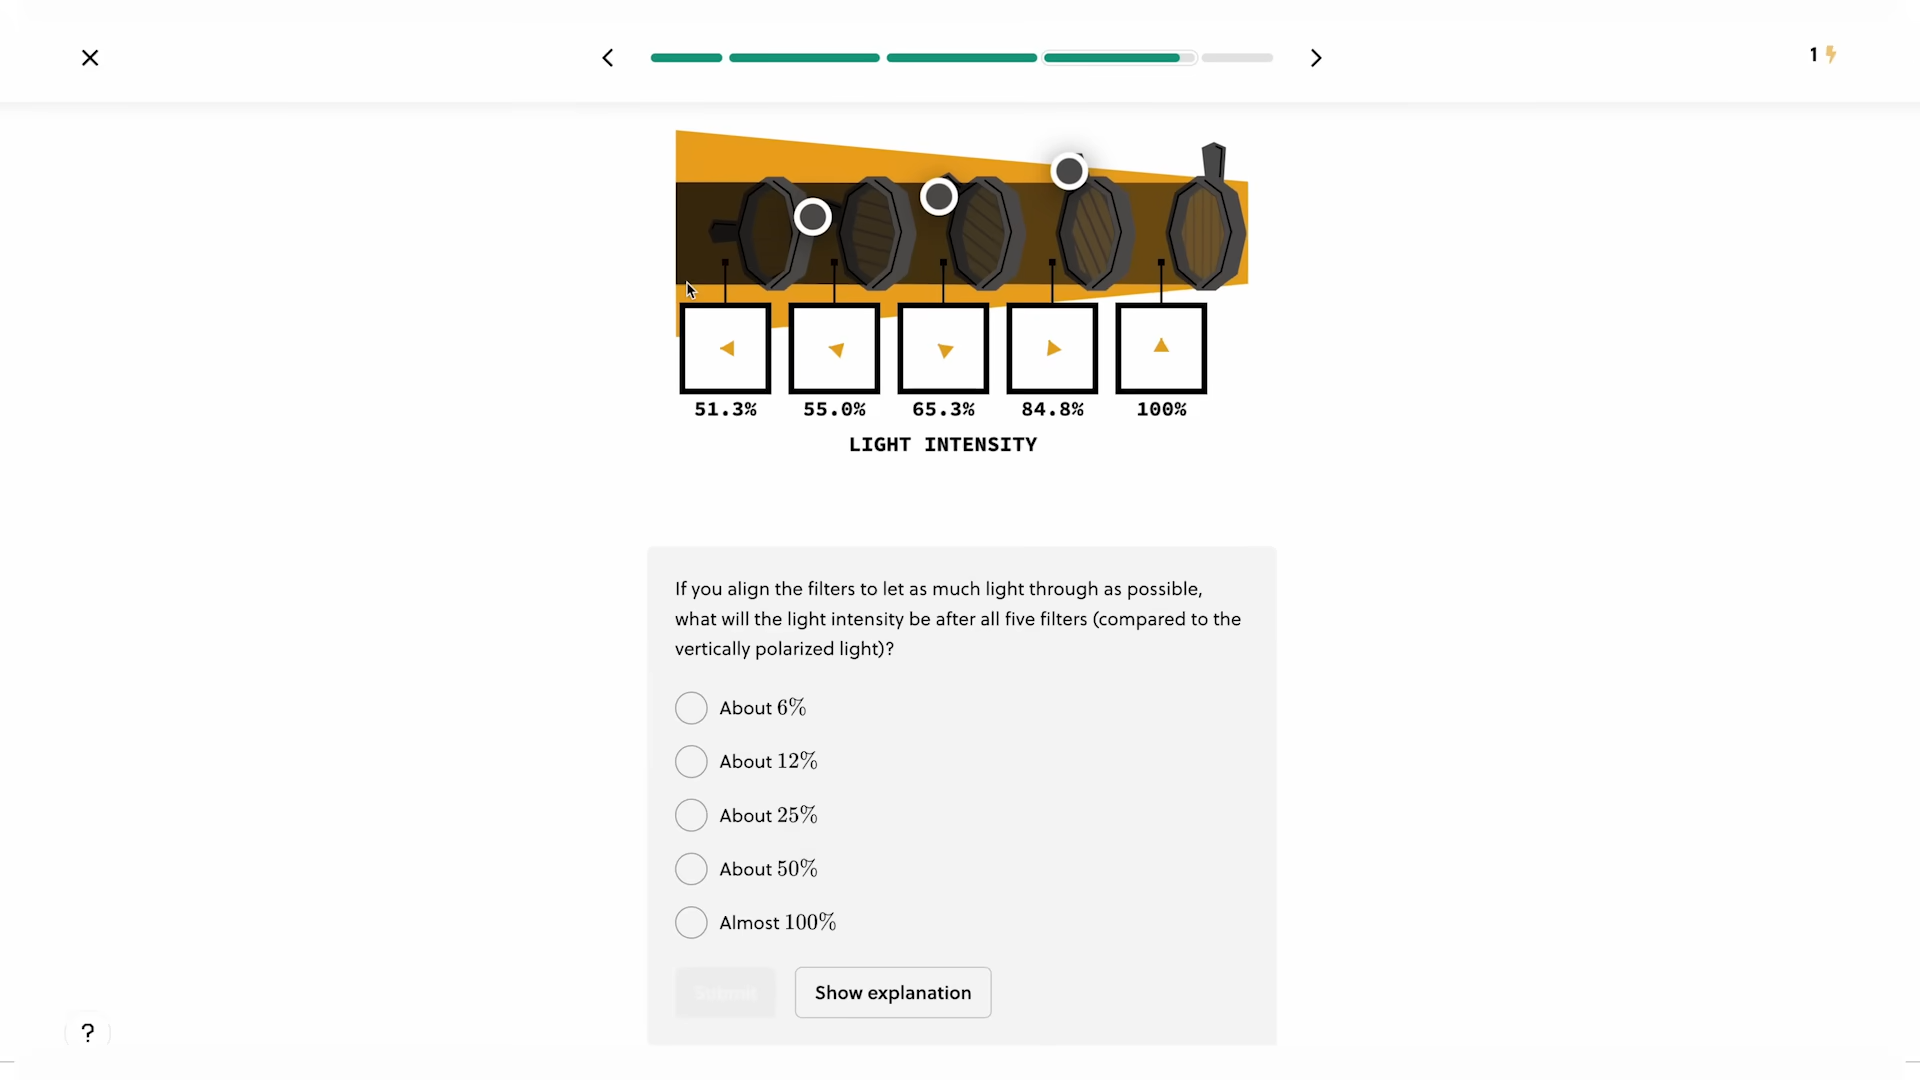 1
51.3% 55.0% 65.3% 84.8% 100%
LIGHT INTENSITY
If you align the filters to let as much light through as possible,
what will the light intensity be after all five filters (compared to the
vertically polarized light)?
About 6%
About 12%
About 25%
About 50%
Almost 100%
Submit Show explanation
?